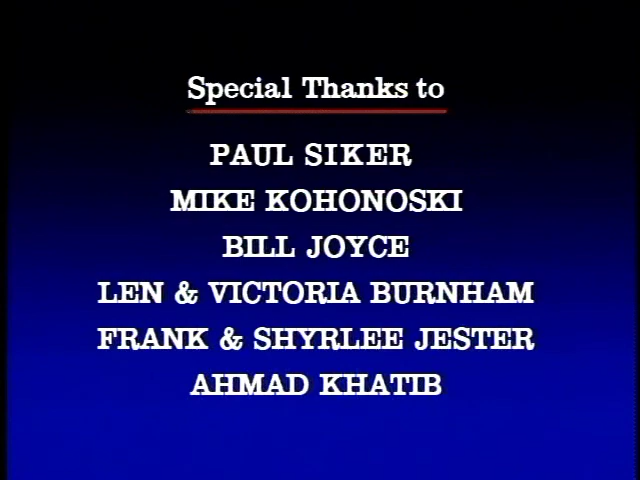 Special Thanks to
PAUL SIKER
MIKE KOHONOSKI
BILL JOYCE
LEN & VICTORIA BURNHAM
FRANK & SHYRLEE JESTER
AHMAD KHATIB